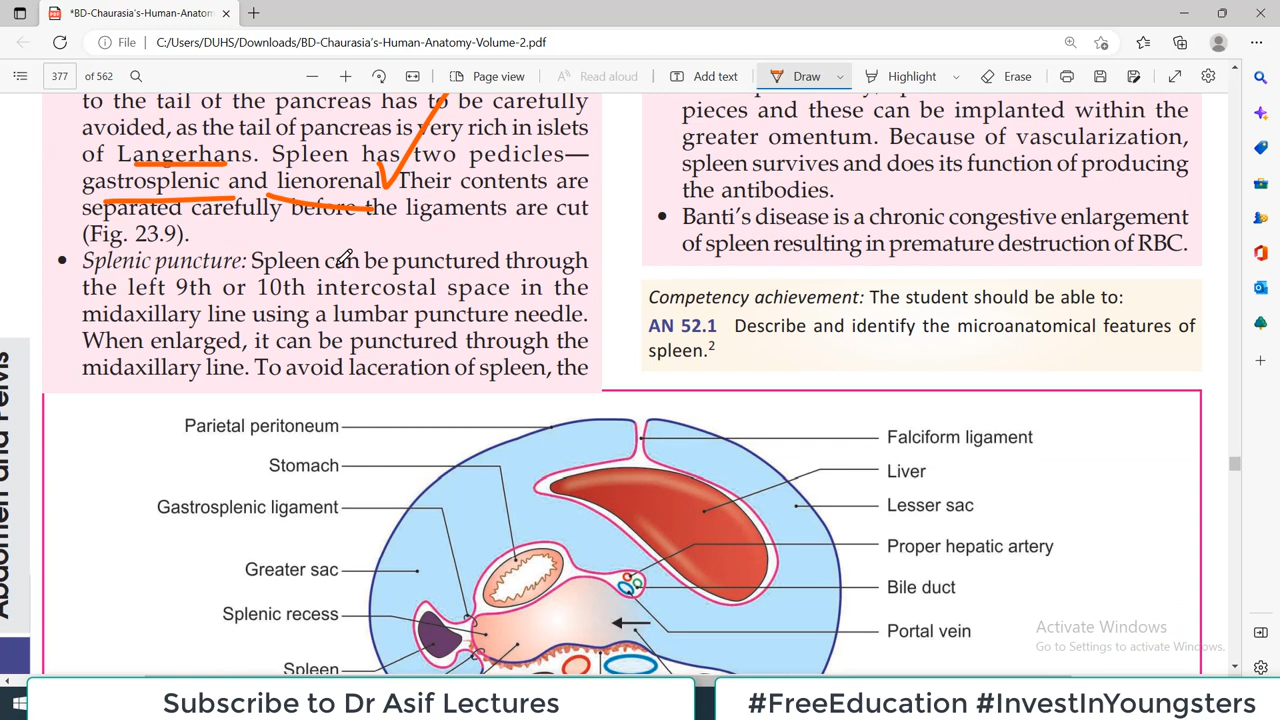 *BD-Chaurasia's-Human-Anatom
File
C:/Users/DUHS/Downloads/BD-Chaurasia's-Human-Anatomy-Volume-2.pdf
377 of 562
Page view
Read aloud
Add text
Draw
Highlight
Erase
to the tail of the pancreas has to be carefully
avoided, as the tail of pancreas is very rich in islets
of Langerhans. Spleen has two pedicles—
gastrosplenic and lienorenal. Their contents are
separated carefully before the ligaments are cut
(Fig. 23.9).
• Splenic puncture: Spleen can be punctured through
the left 9th or 10th intercostal space in the
midaxillary line using a lumbar puncture needle.
When enlarged, it can be punctured through the
midaxillary line. To avoid laceration of spleen, the
pieces and these can be implanted within the
greater omentum. Because of vascularization,
spleen survives and does its function of producing
the antibodies.
• Banti's disease is a chronic congestive enlargement
of spleen resulting in premature destruction of RBC.
Competency achievement: The student should be able to:
AN 52.1 Describe and identify the microanatomical features of
spleen.2
Abdomen and Pelvis
Parietal peritoneum
Stomach
Gastrosplenic ligament
Greater sac
Splenic recess
Spleen
Falciform ligament
Liver
Lesser sac
Proper hepatic artery
Bile duct
Portal vein
Activate Windows
Go to Settings to activate Windows.
Subscribe to Dr Asif Lectures
#FreeEducation #InvestInYoungsters